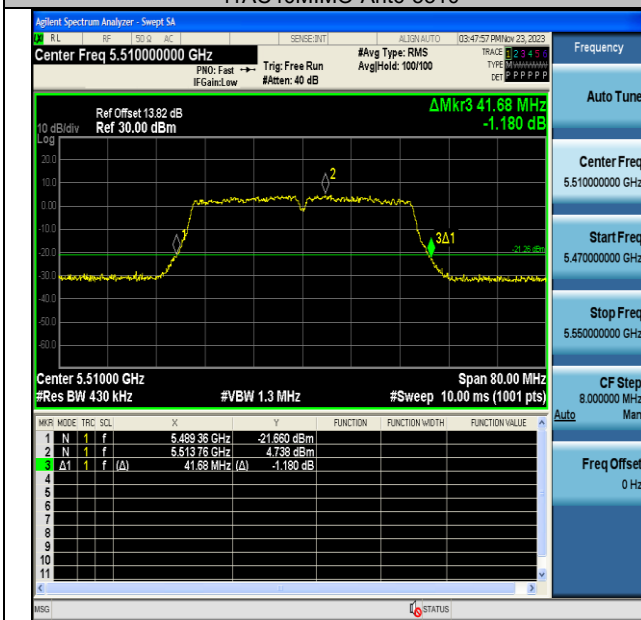 Agilent Spectrum Analyzer - Swept SA
RL RF 50 Ω AC SENSE:INT ALIGN AUTO 03:47:57 PM Nov 23, 2023
Center Freq 5.510000000 GHz
PNO: Fast
IFGain:Low
Trig: Free Run
#Atten: 40 dB
#Avg Type: RMS
Avg|Hold: 100/100
TRACE 1 2 3 4 5 6
TYPE MWWWWW
DET P P P P P P
Ref Offset 13.82 dB
Ref 30.00 dBm
10 dB/div
Log
ΔMkr3 41.68 MHz
-1.180 dB
20.0
10.0
0.00
-10.0
-20.0
-30.0
-40.0
-50.0
-60.0
1
2
3Δ1
-21.26 dBm
Center 5.51000 GHz
Span 80.00 MHz
#Res BW 430 kHz #VBW 1.3 MHz #Sweep 10.00 ms (1001 pts)
MKR MODE TRC SCL X Y FUNCTION FUNCTION WIDTH FUNCTION VALUE
1 N 1 f 5.489 36 GHz -21.660 dBm
2 N 1 f 5.513 76 GHz 4.738 dBm
3 Δ1 1 f (Δ) 41.68 MHz (Δ) -1.180 dB
4
5
6
7
8
9
10
11
MSG STATUS
Frequency
Auto Tune
Center Freq
5.510000000 GHz
Start Freq
5.470000000 GHz
Stop Freq
5.550000000 GHz
CF Step
8.000000 MHz
Auto Man
Freq Offset
0 Hz